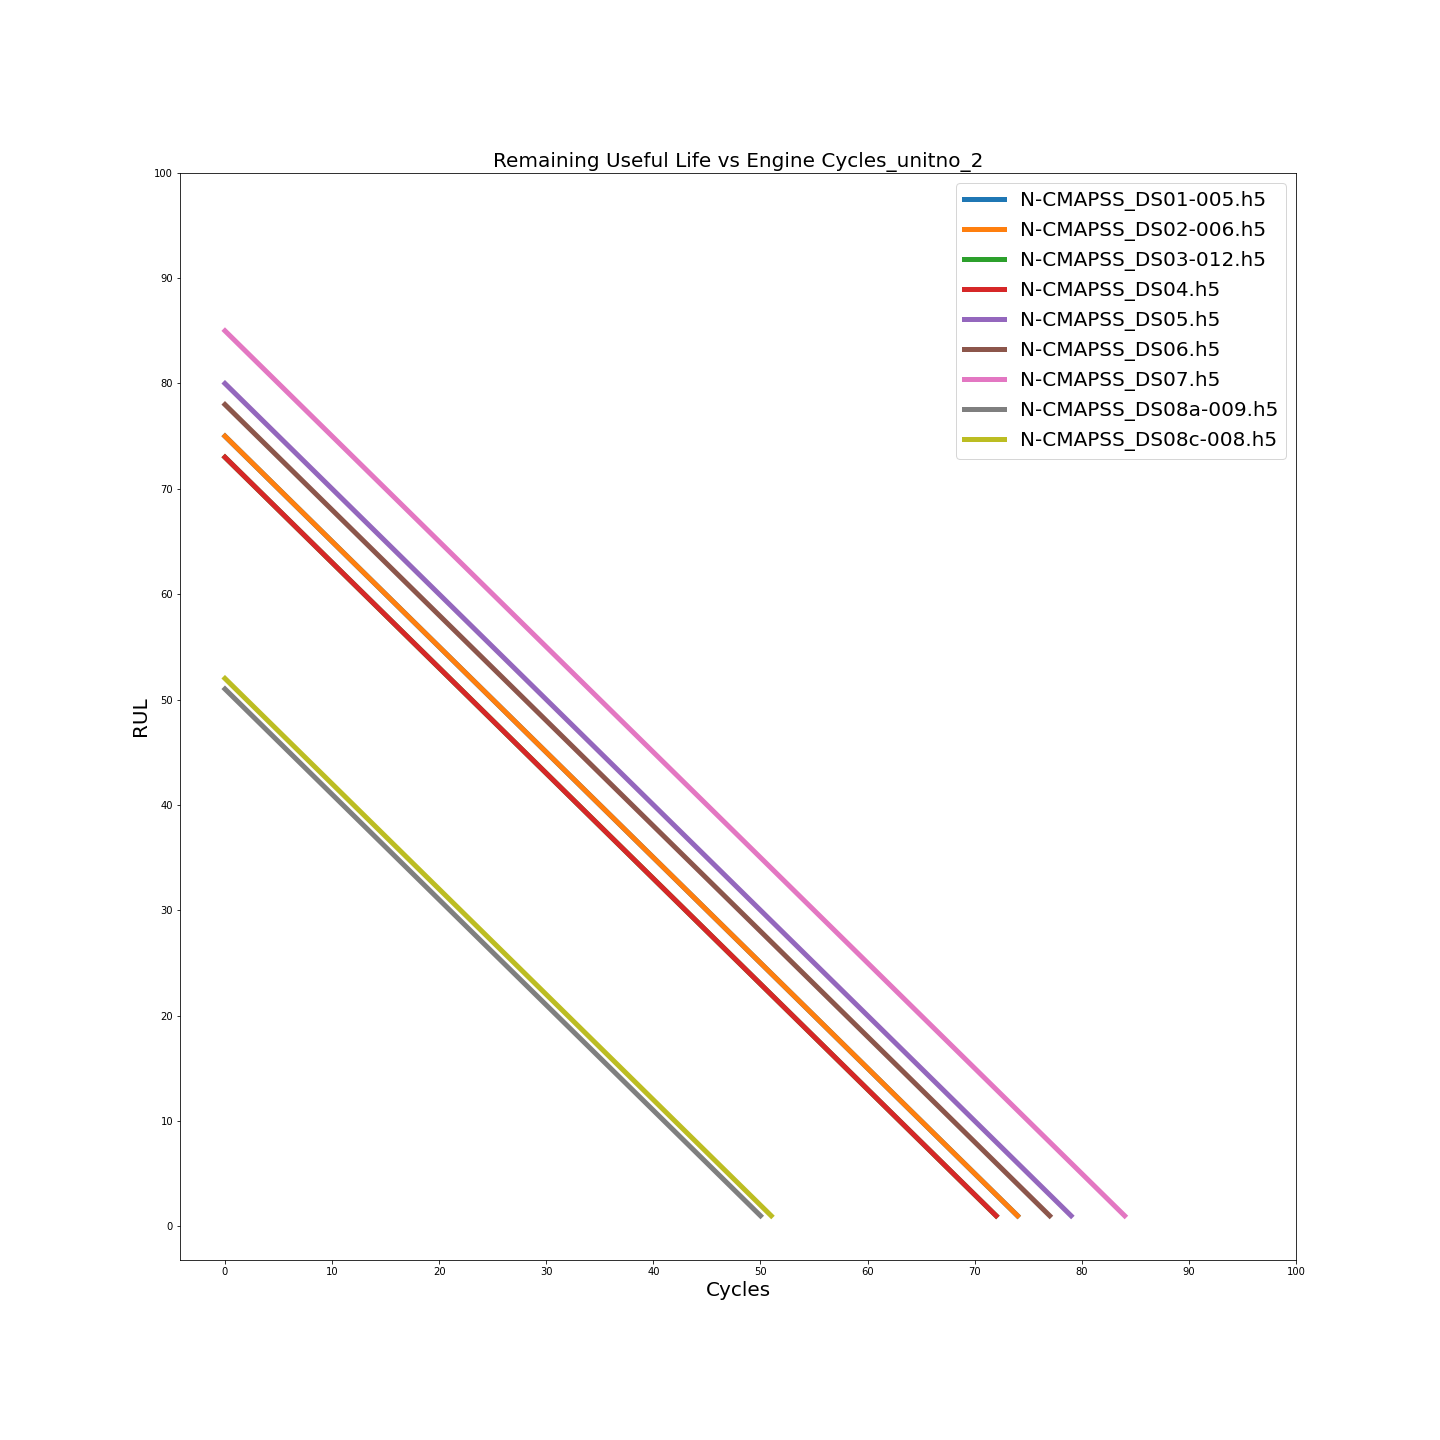 Remaining Useful Life vs Engine Cycles_unitno_2
100
90
80
70
60
50
40
30
20
10
0
RUL
N-CMAPSS_DS01-005.h5
N-CMAPSS_DS02-006.h5
N-CMAPSS_DS03-012.h5
N-CMAPSS_DS04.h5
N-CMAPSS_DS05.h5
N-CMAPSS_DS06.h5
N-CMAPSS_DS07.h5
N-CMAPSS_DS08a-009.h5
N-CMAPSS_DS08c-008.h5
0 10 20 30 40 50 60 70 80 90 100
Cycles